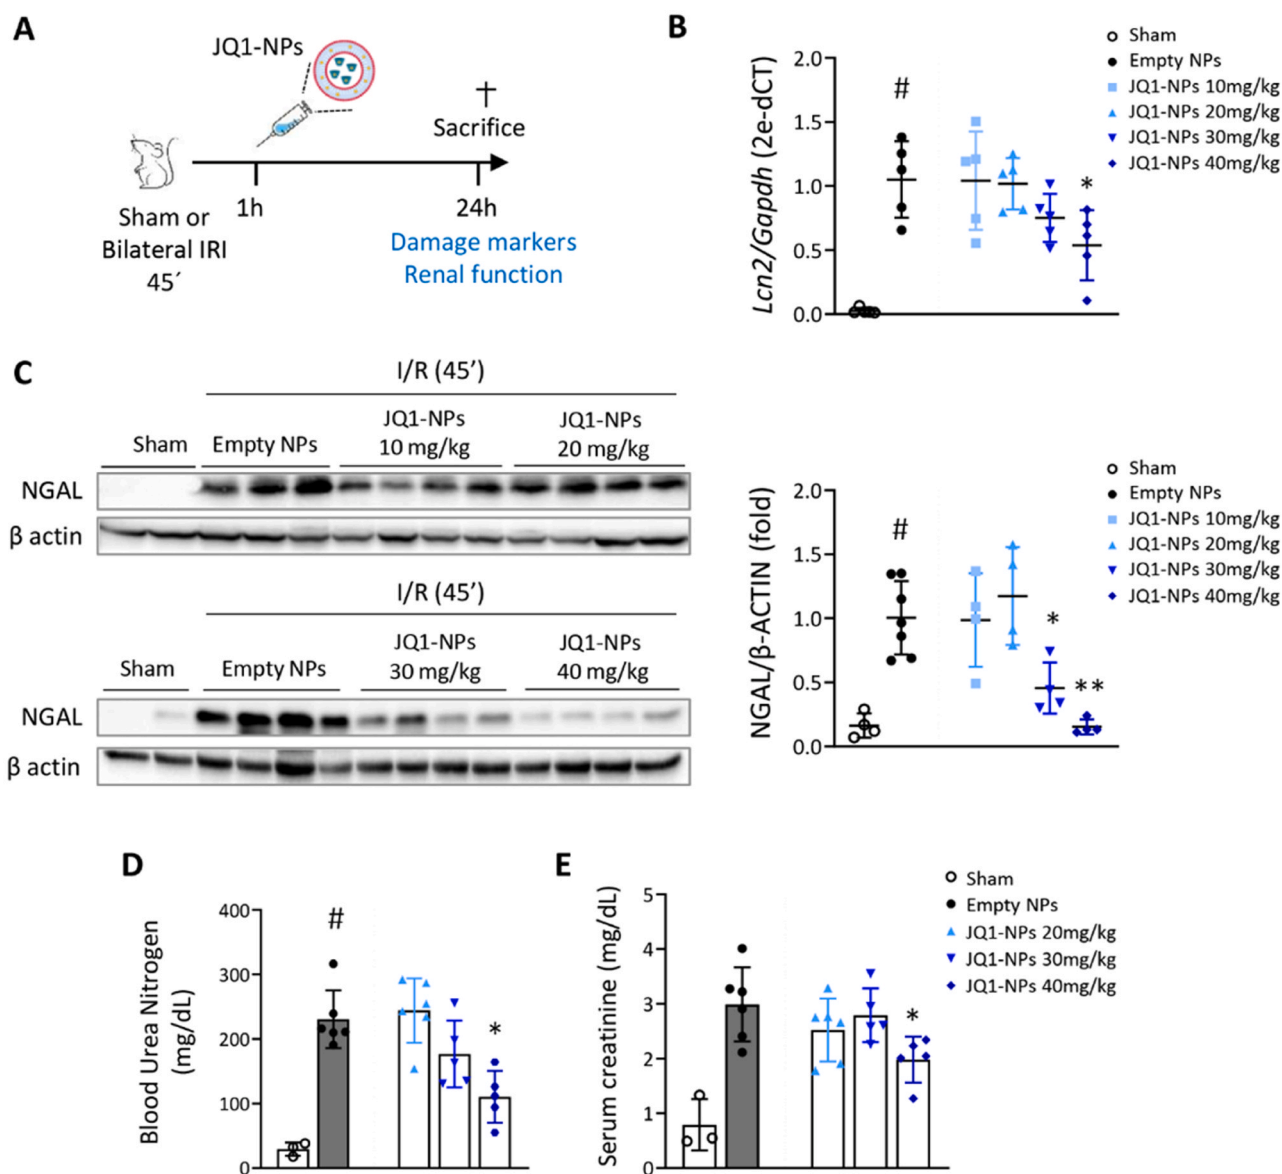 A
JQ1-NPs
†
Sacrifice
1h
24h
Sham or
Bilateral IRI
45´
Damage markers
Renal function
B
Lcn2/Gapdh (2e-dCT)
2.0
1.5
1.0
0.5
0.0
#
*
Sham
Empty NPs
JQ1-NPs 10mg/kg
JQ1-NPs 20mg/kg
JQ1-NPs 30mg/kg
JQ1-NPs 40mg/kg
C
I/R (45’)
Sham
Empty NPs
JQ1-NPs
10 mg/kg
JQ1-NPs
20 mg/kg
NGAL
β actin
I/R (45’)
Sham
Empty NPs
JQ1-NPs
30 mg/kg
JQ1-NPs
40 mg/kg
NGAL
β actin
NGAL/β-ACTIN (fold)
2.0
1.5
1.0
0.5
0.0
#
*
**
Sham
Empty NPs
JQ1-NPs 10mg/kg
JQ1-NPs 20mg/kg
JQ1-NPs 30mg/kg
JQ1-NPs 40mg/kg
D
Blood Urea Nitrogen
(mg/dL)
400
300
200
100
0
#
*
E
Serum creatinine (mg/dL)
5
4
3
2
1
0
*
Sham
Empty NPs
JQ1-NPs 20mg/kg
JQ1-NPs 30mg/kg
JQ1-NPs 40mg/kg